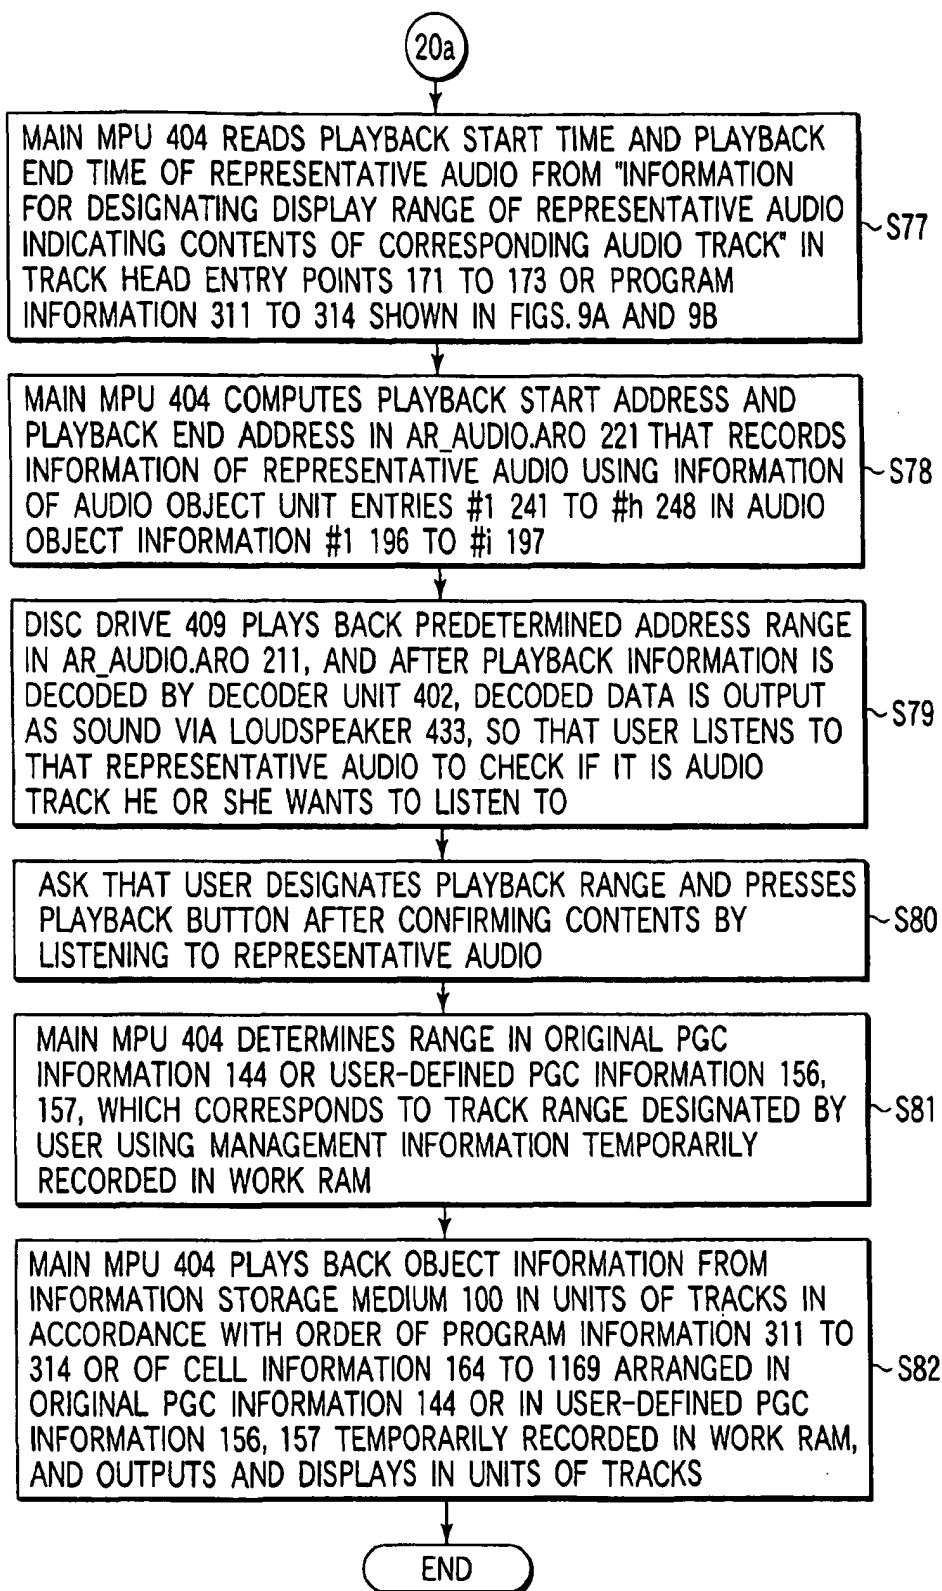 20a
MAIN MPU 404 READS PLAYBACK START TIME AND PLAYBACK
END TIME OF REPRESENTATIVE AUDIO FROM "INFORMATION
FOR DESIGNATING DISPLAY RANGE OF REPRESENTATIVE AUDIO
INDICATING CONTENTS OF CORRESPONDING AUDIO TRACK" IN
TRACK HEAD ENTRY POINTS 171 TO 173 OR PROGRAM
INFORMATION 311 TO 314 SHOWN IN FIGS. 9A AND 9B
S77
MAIN MPU 404 COMPUTES PLAYBACK START ADDRESS AND
PLAYBACK END ADDRESS IN AR_AUDIO.ARO 221 THAT RECORDS
INFORMATION OF REPRESENTATIVE AUDIO USING INFORMATION
OF AUDIO OBJECT UNIT ENTRIES #1 241 TO #h 248 IN AUDIO
OBJECT INFORMATION #1 196 TO #i 197
S78
DISC DRIVE 409 PLAYS BACK PREDETERMINED ADDRESS RANGE
IN AR_AUDIO.ARO 211, AND AFTER PLAYBACK INFORMATION IS
DECODED BY DECODER UNIT 402, DECODED DATA IS OUTPUT
AS SOUND VIA LOUDSPEAKER 433, SO THAT USER LISTENS TO
THAT REPRESENTATIVE AUDIO TO CHECK IF IT IS AUDIO
TRACK HE OR SHE WANTS TO LISTEN TO
S79
ASK THAT USER DESIGNATES PLAYBACK RANGE AND PRESSES
PLAYBACK BUTTON AFTER CONFIRMING CONTENTS BY
LISTENING TO REPRESENTATIVE AUDIO
S80
MAIN MPU 404 DETERMINES RANGE IN ORIGINAL PGC
INFORMATION 144 OR USER-DEFINED PGC INFORMATION 156,
157, WHICH CORRESPONDS TO TRACK RANGE DESIGNATED BY
USER USING MANAGEMENT INFORMATION TEMPORARILY
RECORDED IN WORK RAM
S81
MAIN MPU 404 PLAYS BACK OBJECT INFORMATION FROM
INFORMATION STORAGE MEDIUM 100 IN UNITS OF TRACKS IN
ACCORDANCE WITH ORDER OF PROGRAM INFORMATION 311 TO
314 OR OF CELL INFORMATION 164 TO 1169 ARRANGED IN
ORIGINAL PGC INFORMATION 144 OR IN USER-DEFINED PGC
INFORMATION 156, 157 TEMPORARILY RECORDED IN WORK RAM,
AND OUTPUTS AND DISPLAYS IN UNITS OF TRACKS
S82
END